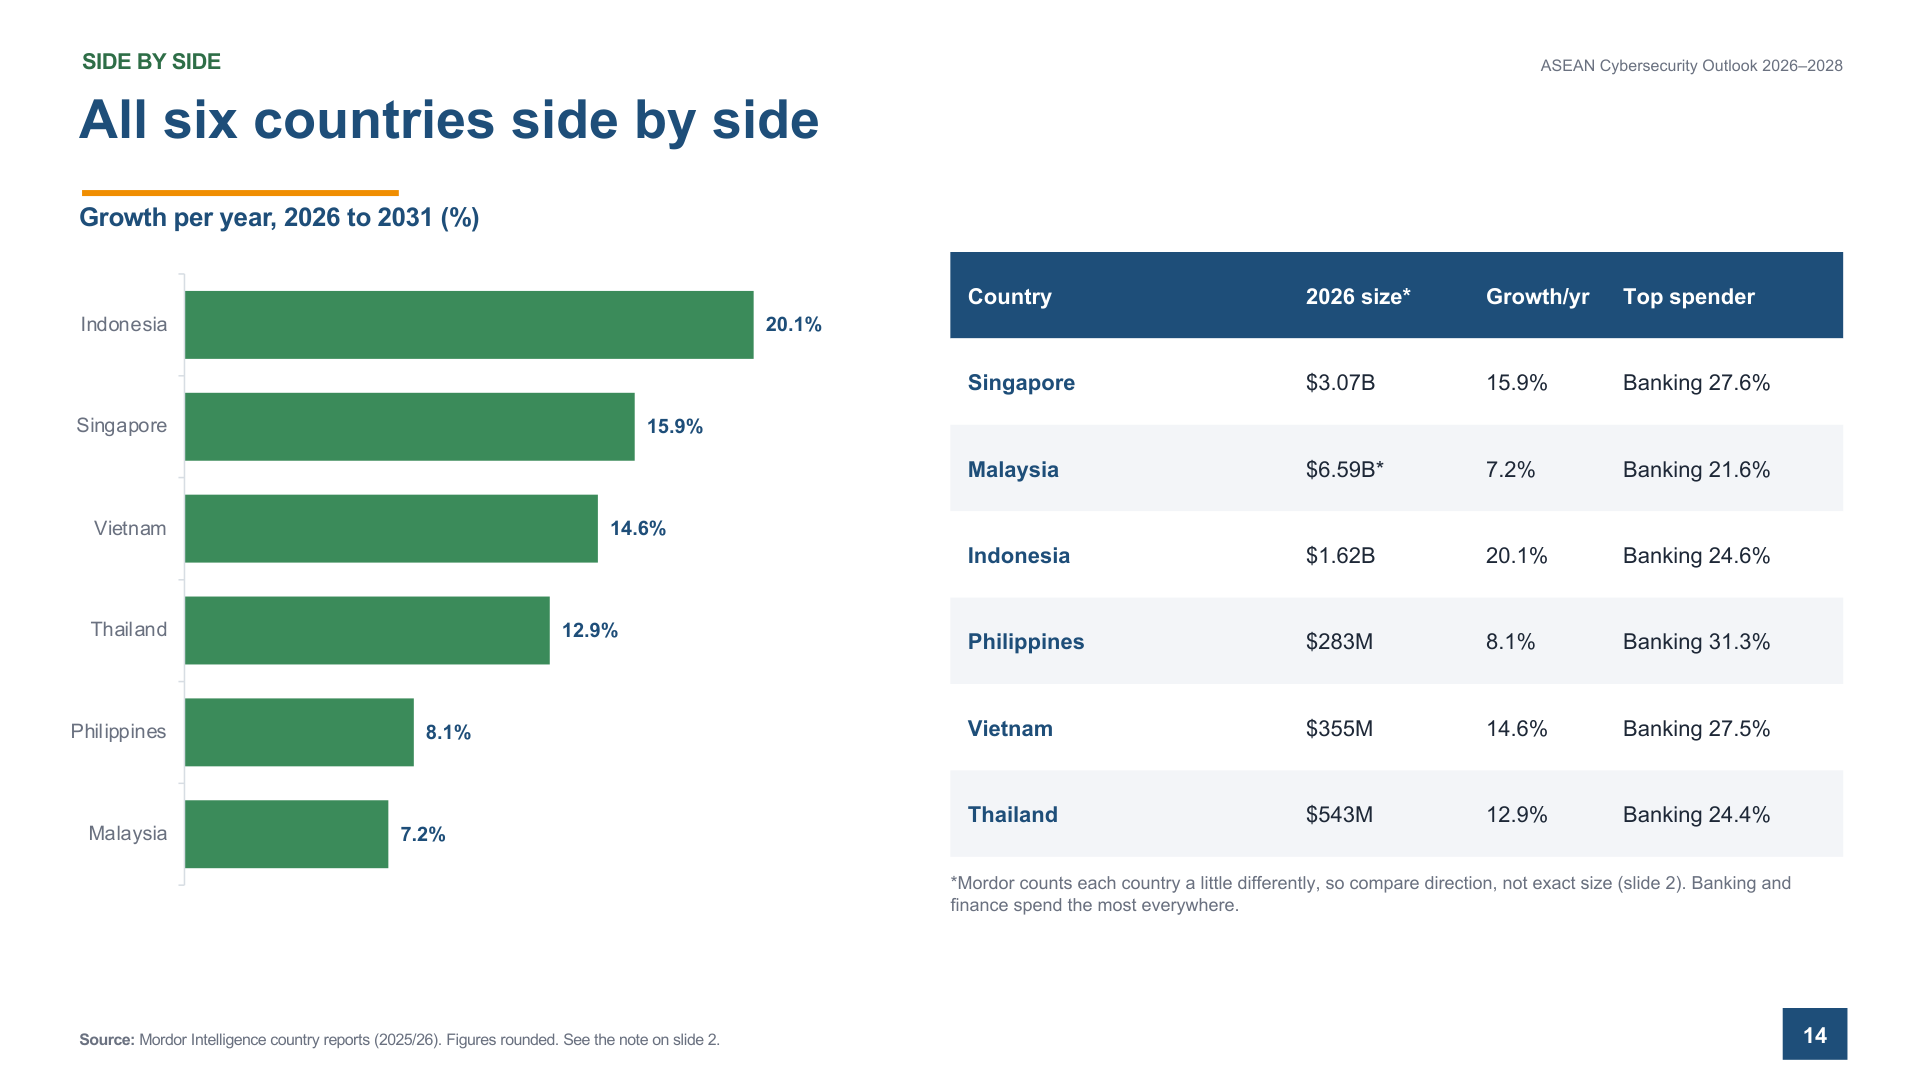 SIDE BY SIDE
ASEAN Cybersecurity Outlook 2026–2028
All six countries side by side
Growth per year, 2026 to 2031 (%)
Indonesia 20.1%
Singapore 15.9%
Vietnam 14.6%
Thailand 12.9%
Philippines 8.1%
Malaysia 7.2%
Country 2026 size* Growth/yr Top spender
Singapore $3.07B 15.9% Banking 27.6%
Malaysia $6.59B* 7.2% Banking 21.6%
Indonesia $1.62B 20.1% Banking 24.6%
Philippines $283M 8.1% Banking 31.3%
Vietnam $355M 14.6% Banking 27.5%
Thailand $543M 12.9% Banking 24.4%
*Mordor counts each country a little differently, so compare direction, not exact size (slide 2). Banking and
finance spend the most everywhere.
Source: Mordor Intelligence country reports (2025/26). Figures rounded. See the note on slide 2.
14